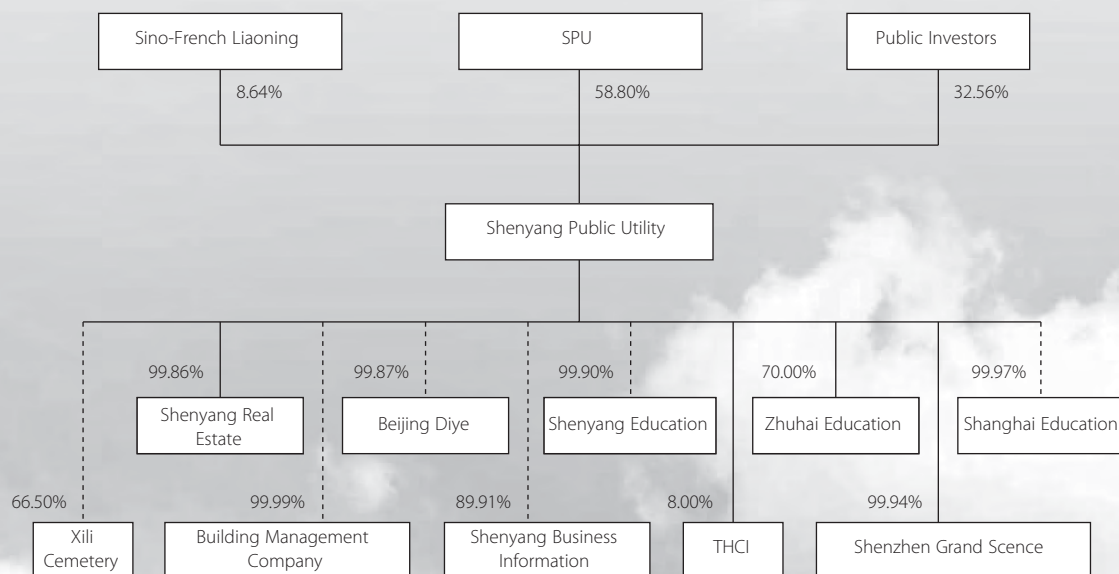 Sino-French Liaoning
SPU
Public Investors
8.64%
58.80%
32.56%
Shenyang Public Utility
99.86%
99.87%
99.90%
70.00%
99.97%
Shenyang Real
Estate
Beijing Diye
Shenyang Education
Zhuhai Education
Shanghai Education
66.50%
99.99%
89.91%
8.00%
99.94%
Xili
Cemetery
Building Management
Company
Shenyang Business
Information
THCI
Shenzhen Grand Scence